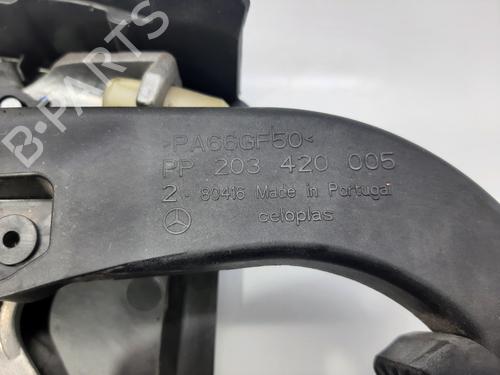 B-PARTS
>PA66GF50<
PP 203 420 005
2 - 80416 Made in Portugal
celoplas